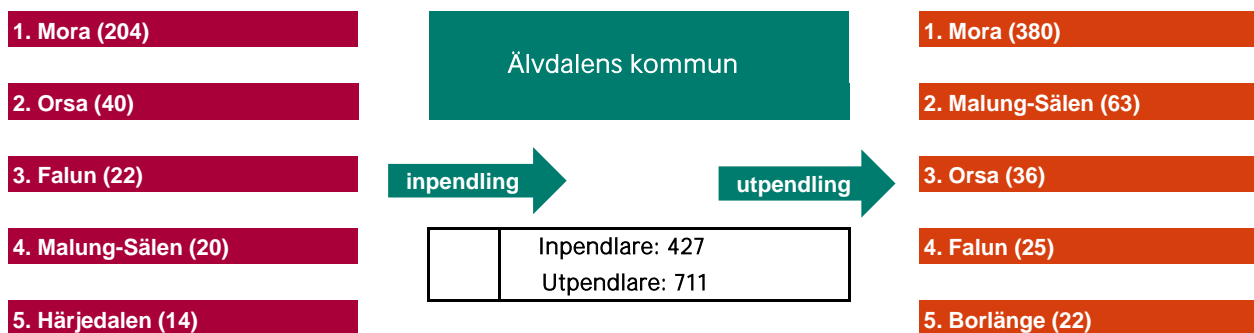 1. Mora (204)
2. Orsa (40)
3. Falun (22)
4. Malung-Sälen (20)
5. Härjedalen (14)
Älvdalens kommun
inpendling
utpendling
Inpendlare: 427
Utpendlare: 711
1. Mora (380)
2. Malung-Sälen (63)
3. Orsa (36)
4. Falun (25)
5. Borlänge (22)